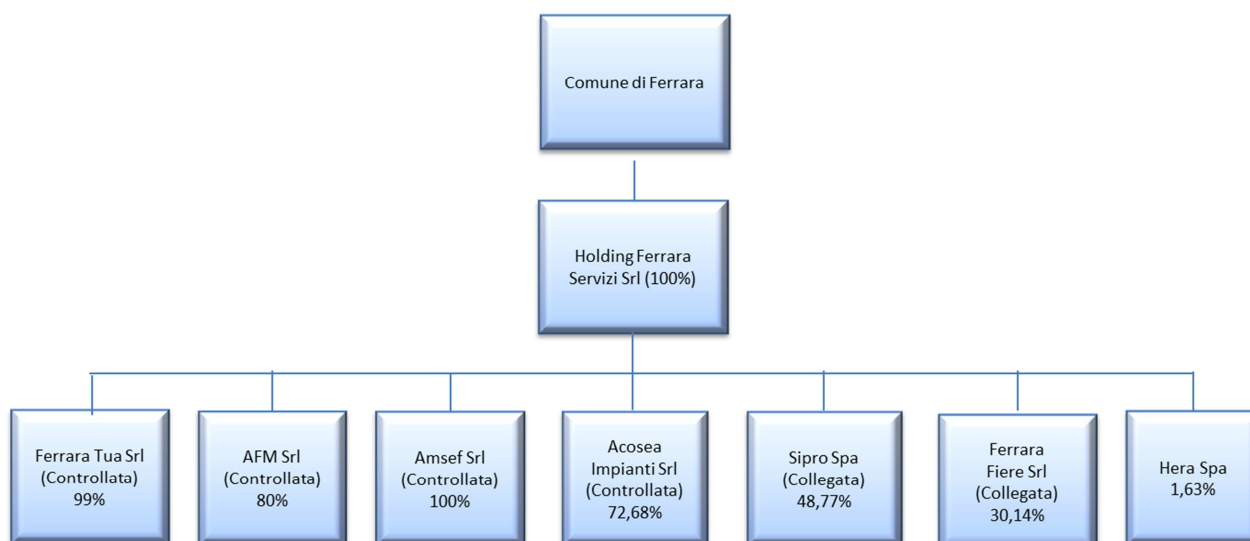 Comune di Ferrara
Holding Ferrara
Servizi Srl (100%)
Ferrara Tua Srl
(Controllata)
99%
AFM Srl
(Controllata)
80%
Amsef Srl
(Controllata)
100%
Acosea
Impianti Srl
(Controllata)
72,68%
Sipro Spa
(Collegata)
48,77%
Ferrara
Fiere Srl
(Collegata)
30,14%
Hera Spa
1,63%